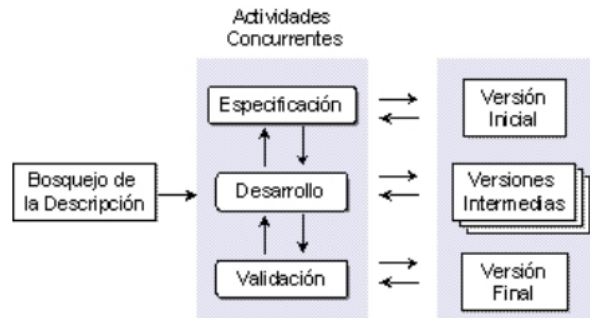 Actividades
Concurrentes
Especificación
Versión
Inicial
Bosquejo de
la Descripción
Desarrollo
Versiones
Intermedias
Validación
Versión
Final